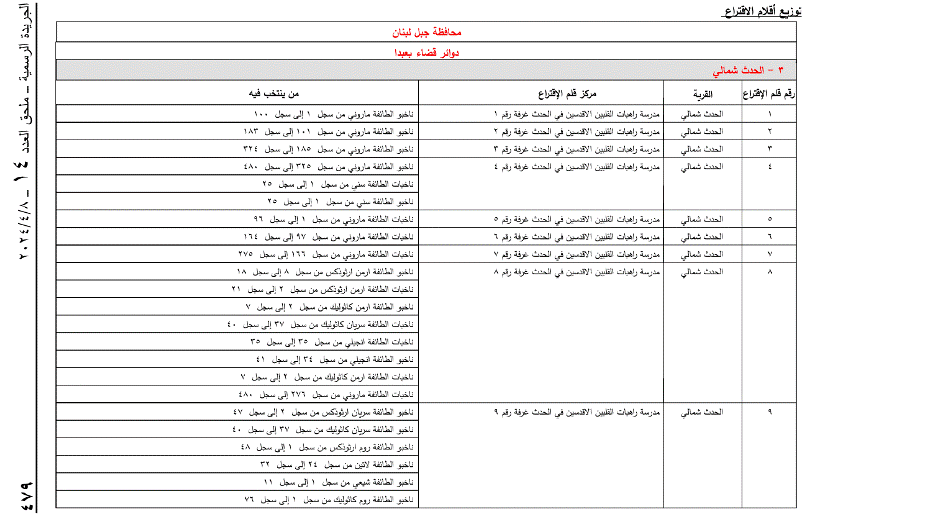 توزيع أقلام الاقتراع
محافظة جبل لبنان
دوائر قضاء بعبدا
٣ - الحدث شمالي
رقم قلم الإقتراع القرية مركز قلم الإقتراع من ينتخب فيه
١ الحدث شمالي مدرسة راهبات القلبين الاقدسين في الحدث غرفة رقم ١ ناخبو الطائفة ماروني من سجل ١ إلى سجل ١٠٠
٢ الحدث شمالي مدرسة راهبات القلبين الاقدسين في الحدث غرفة رقم ٢ ناخبو الطائفة ماروني من سجل ١٠١ إلى سجل ١٨٣
٣ الحدث شمالي مدرسة راهبات القلبين الاقدسين في الحدث غرفة رقم ٣ ناخبو الطائفة ماروني من سجل ١٨٥ إلى سجل ٣٢٤
٤ الحدث شمالي مدرسة راهبات القلبين الاقدسين في الحدث غرفة رقم ٤ ناخبو الطائفة ماروني من سجل ٣٢٥ إلى سجل ٤٨٠
ناخبات الطائفة سني من سجل ١ إلى سجل ٢٥
ناخبو الطائفة سني من سجل ١ إلى سجل ٢٥
٥ الحدث شمالي مدرسة راهبات القلبين الاقدسين في الحدث غرفة رقم ٥ ناخبات الطائفة ماروني من سجل ١ إلى سجل ٩٦
٦ الحدث شمالي مدرسة راهبات القلبين الاقدسين في الحدث غرفة رقم ٦ ناخبات الطائفة ماروني من سجل ٩٧ إلى سجل ١٦٤
٧ الحدث شمالي مدرسة راهبات القلبين الاقدسين في الحدث غرفة رقم ٧ ناخبات الطائفة ماروني من سجل ١٦٦ إلى سجل ٢٧٥
٨ الحدث شمالي مدرسة راهبات القلبين الاقدسين في الحدث غرفة رقم ٨ ناخبو الطائفة ارمن ارثوذكس من سجل ٨ إلى سجل ١٨
ناخبات الطائفة ارمن ارثوذكس من سجل ٢ إلى سجل ٢١
ناخبو الطائفة ارمن كاثوليك من سجل ٢ إلى سجل ٧
ناخبات الطائفة سريان كاثوليك من سجل ٣٧ إلى سجل ٤٠
ناخبات الطائفة انجيلي من سجل ٣٥ إلى سجل ٣٥
ناخبو الطائفة انجيلي من سجل ٣٤ إلى سجل ٤١
ناخبات الطائفة ارمن كاثوليك من سجل ٢ إلى سجل ٧
ناخبات الطائفة ماروني من سجل ٢٧٦ إلى سجل ٤٨٠
٩ الحدث شمالي مدرسة راهبات القلبين الاقدسين في الحدث غرفة رقم ٩ ناخبو الطائفة سريان ارثوذكس من سجل ٢ إلى سجل ٤٧
ناخبو الطائفة سريان كاثوليك من سجل ٣٧ إلى سجل ٤٠
ناخبو الطائفة روم ارثوذكس من سجل ١ إلى سجل ٤٨
ناخبو الطائفة لاتين من سجل ٢٤ إلى سجل ٣٢
ناخبو الطائفة شيعي من سجل ١ إلى سجل ١١
ناخبو الطائفة روم كاثوليك من سجل ١ إلى سجل ٧٦
الجريدة الرسمية – ملحق العدد ١٤ – ٢٠٢٤/٤/٨
٤٧٩